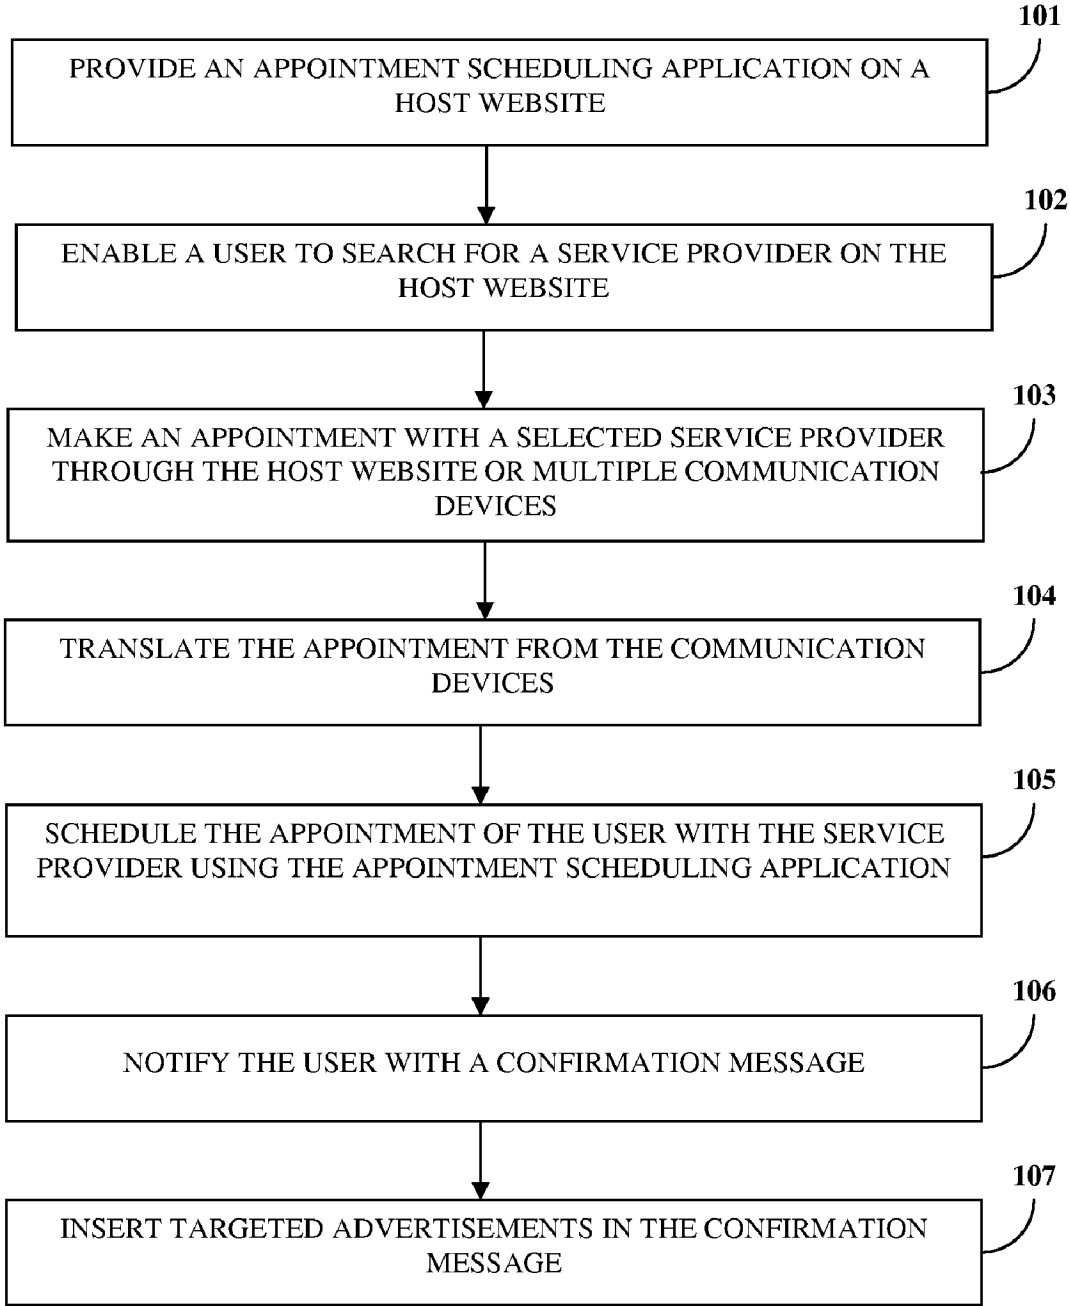 101
PROVIDE AN APPOINTMENT SCHEDULING APPLICATION ON A
HOST WEBSITE
102
ENABLE A USER TO SEARCH FOR A SERVICE PROVIDER ON THE
HOST WEBSITE
103
MAKE AN APPOINTMENT WITH A SELECTED SERVICE PROVIDER
THROUGH THE HOST WEBSITE OR MULTIPLE COMMUNICATION
DEVICES
104
TRANSLATE THE APPOINTMENT FROM THE COMMUNICATION
DEVICES
105
SCHEDULE THE APPOINTMENT OF THE USER WITH THE SERVICE
PROVIDER USING THE APPOINTMENT SCHEDULING APPLICATION
106
NOTIFY THE USER WITH A CONFIRMATION MESSAGE
107
INSERT TARGETED ADVERTISEMENTS IN THE CONFIRMATION
MESSAGE